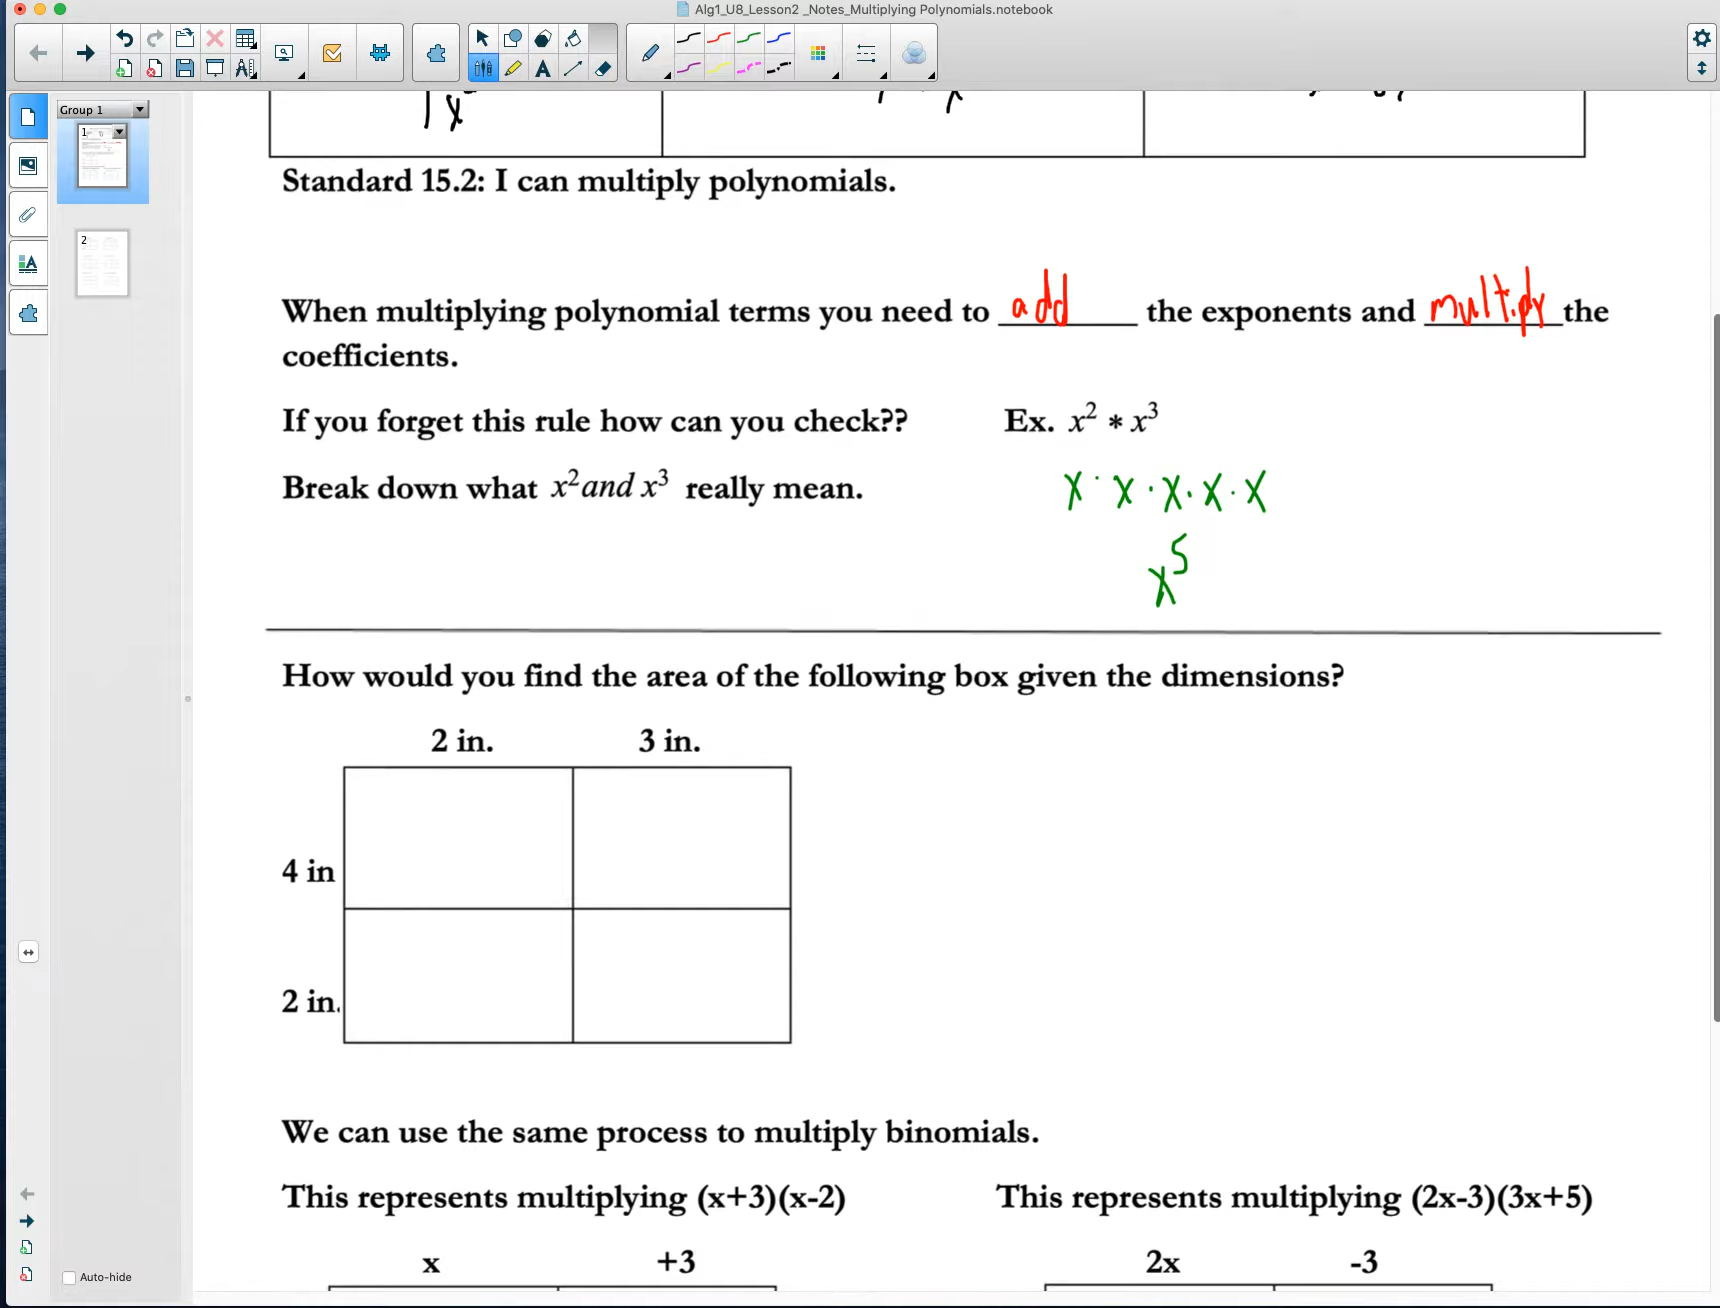 Alg1_U8_Lesson2 _Notes_Multiplying Polynomials.notebook
Group 1
1
2
Standard 15.2: I can multiply polynomials.
When multiplying polynomial terms you need to add the exponents and multiply the
coefficients.
If you forget this rule how can you check?? Ex. x² * x³
Break down what x² and x³ really mean. x · x · x · x · x
x⁵
How would you find the area of the following box given the dimensions?
2 in. 3 in.
4 in
2 in.
We can use the same process to multiply binomials.
This represents multiplying (x+3)(x-2) This represents multiplying (2x-3)(3x+5)
x +3 2x -3
Auto-hide